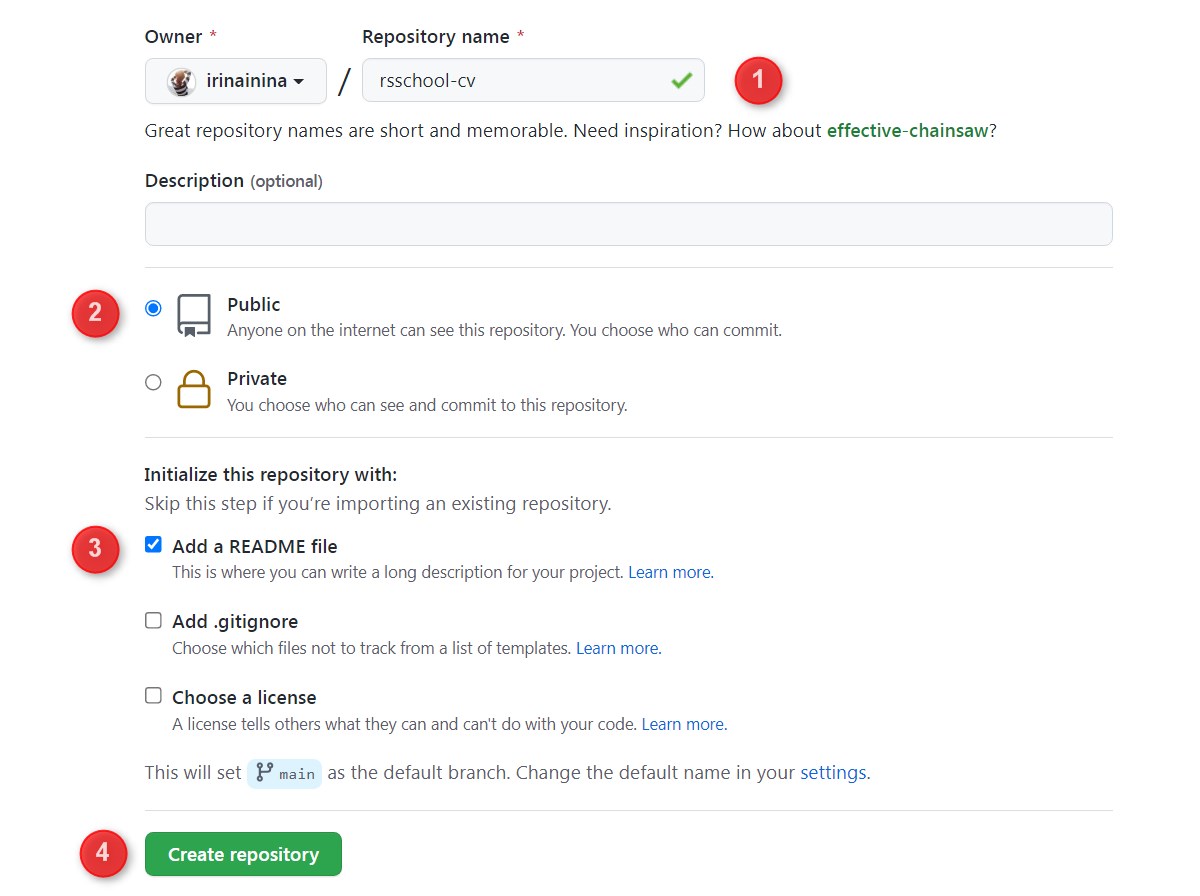 Owner * Repository name *
irinainina / rsschool-cv 1
Great repository names are short and memorable. Need inspiration? How about effective-chainsaw?
Description (optional)
2 Public
Anyone on the internet can see this repository. You choose who can commit.
Private
You choose who can see and commit to this repository.
Initialize this repository with:
Skip this step if you’re importing an existing repository.
3 Add a README file
This is where you can write a long description for your project. Learn more.
Add .gitignore
Choose which files not to track from a list of templates. Learn more.
Choose a license
A license tells others what they can and can't do with your code. Learn more.
This will set main as the default branch. Change the default name in your settings.
4 Create repository